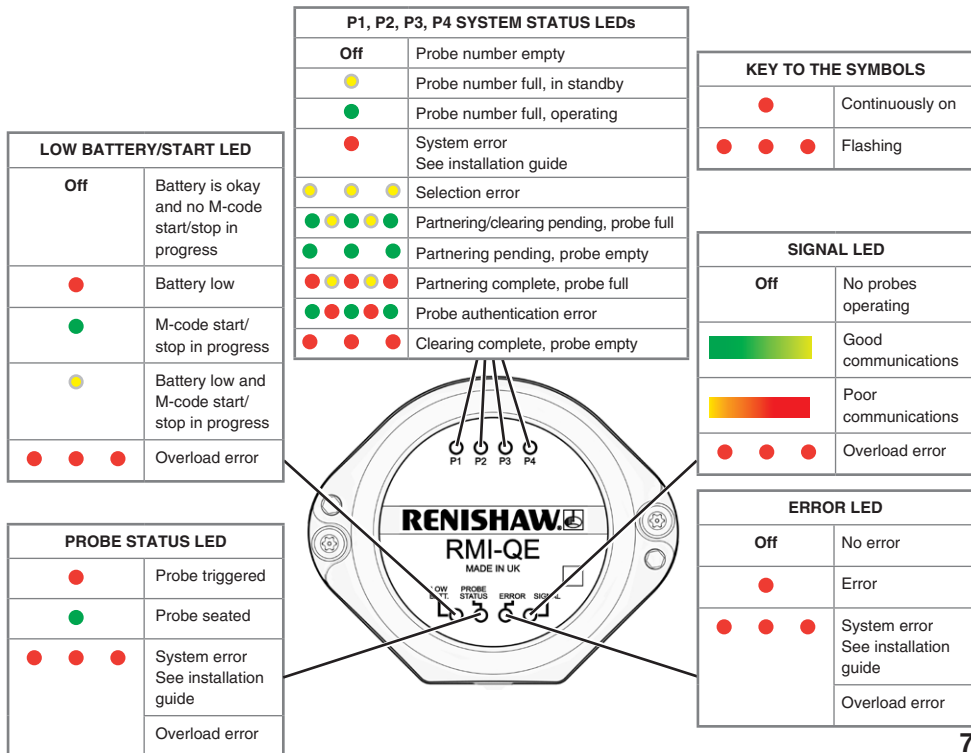 P1, P2, P3, P4 SYSTEM STATUS LEDs
Off Probe number empty
Probe number full, in standby
Probe number full, operating
System error
See installation guide
Selection error
Partnering/clearing pending, probe full
Partnering pending, probe empty
Partnering complete, probe full
Probe authentication error
Clearing complete, probe empty
KEY TO THE SYMBOLS
Continuously on
Flashing
LOW BATTERY/START LED
Off Battery is okay
and no M-code
start/stop in
progress
Battery low
M-code start/
stop in progress
Battery low and
M-code start/
stop in progress
Overload error
SIGNAL LED
Off No probes
operating
Good
communications
Poor
communications
Overload error
P1 P2 P3 P4
RENISHAW.
RMI-QE
MADE IN UK
PROBE
STATUS ERROR
PROBE STATUS LED
Probe triggered
Probe seated
System error
See installation
guide
Overload error
ERROR LED
Off No error
Error
System error
See installation
guide
Overload error
7